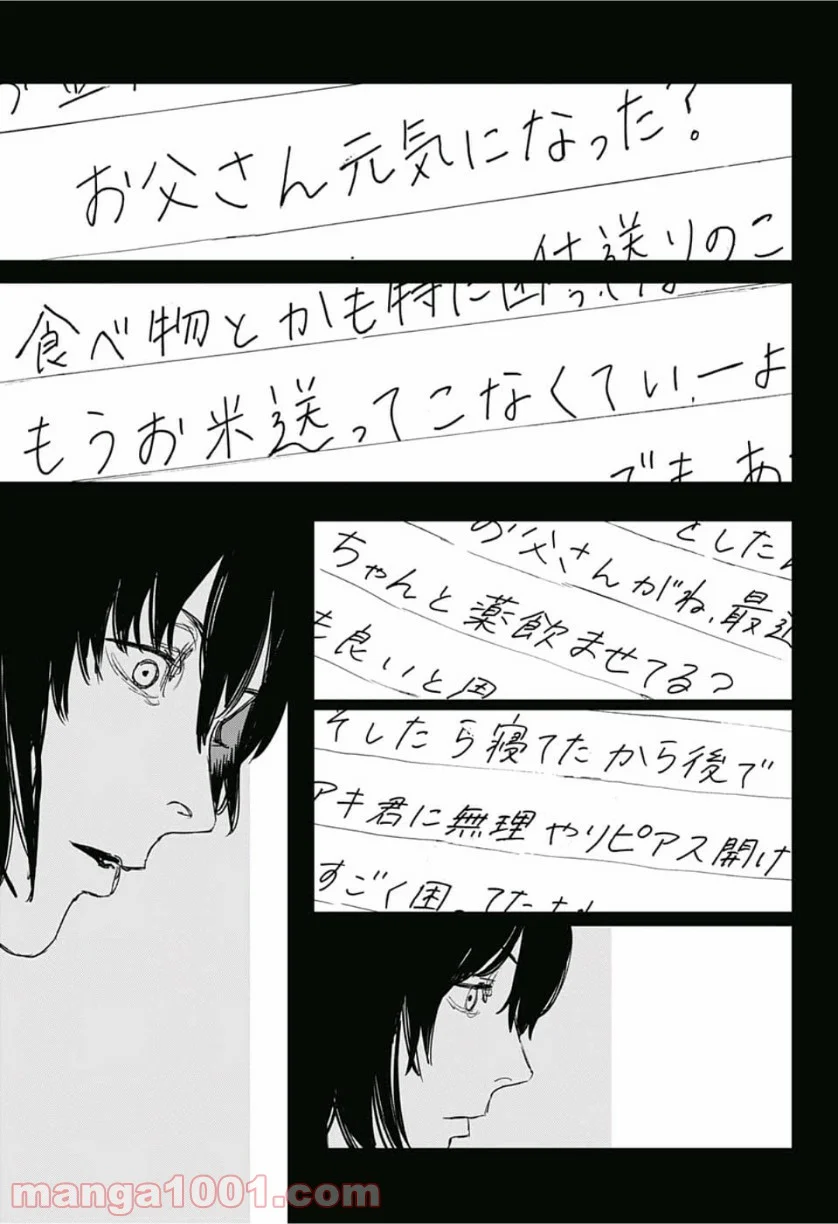 お父さん元気になった?
仕送りのこ
食べ物とかも特に困ってな
もうお米送ってこなくていーよ
でも、あ
としたん
お父さんがね、最近
ちゃんと薬飲ませてるつ
も良いと思
そしたら寝てたから後で
アキ君に無理やりピアス開け
すごく困ってたな
manga1001.com